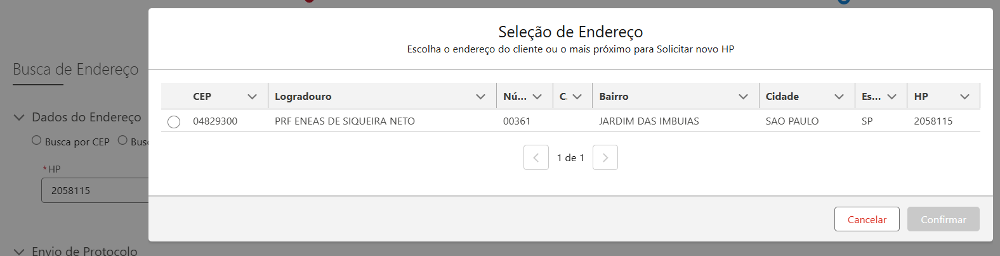 Seleção de Endereço
Escolha o endereço do cliente ou o mais próximo para Solicitar novo HP
Busca de Endereço
CEP Logradouro Nú... C. Bairro Cidade Es... HP
04829300 PRF ENEAS DE SIQUEIRA NETO 00361 JARDIM DAS IMBUIAS SAO PAULO SP 2058115
Dados do Endereço
Busca por CEP Busc
1 de 1
*HP
2058115
Cancelar Confirmar
Envio de Protocolo